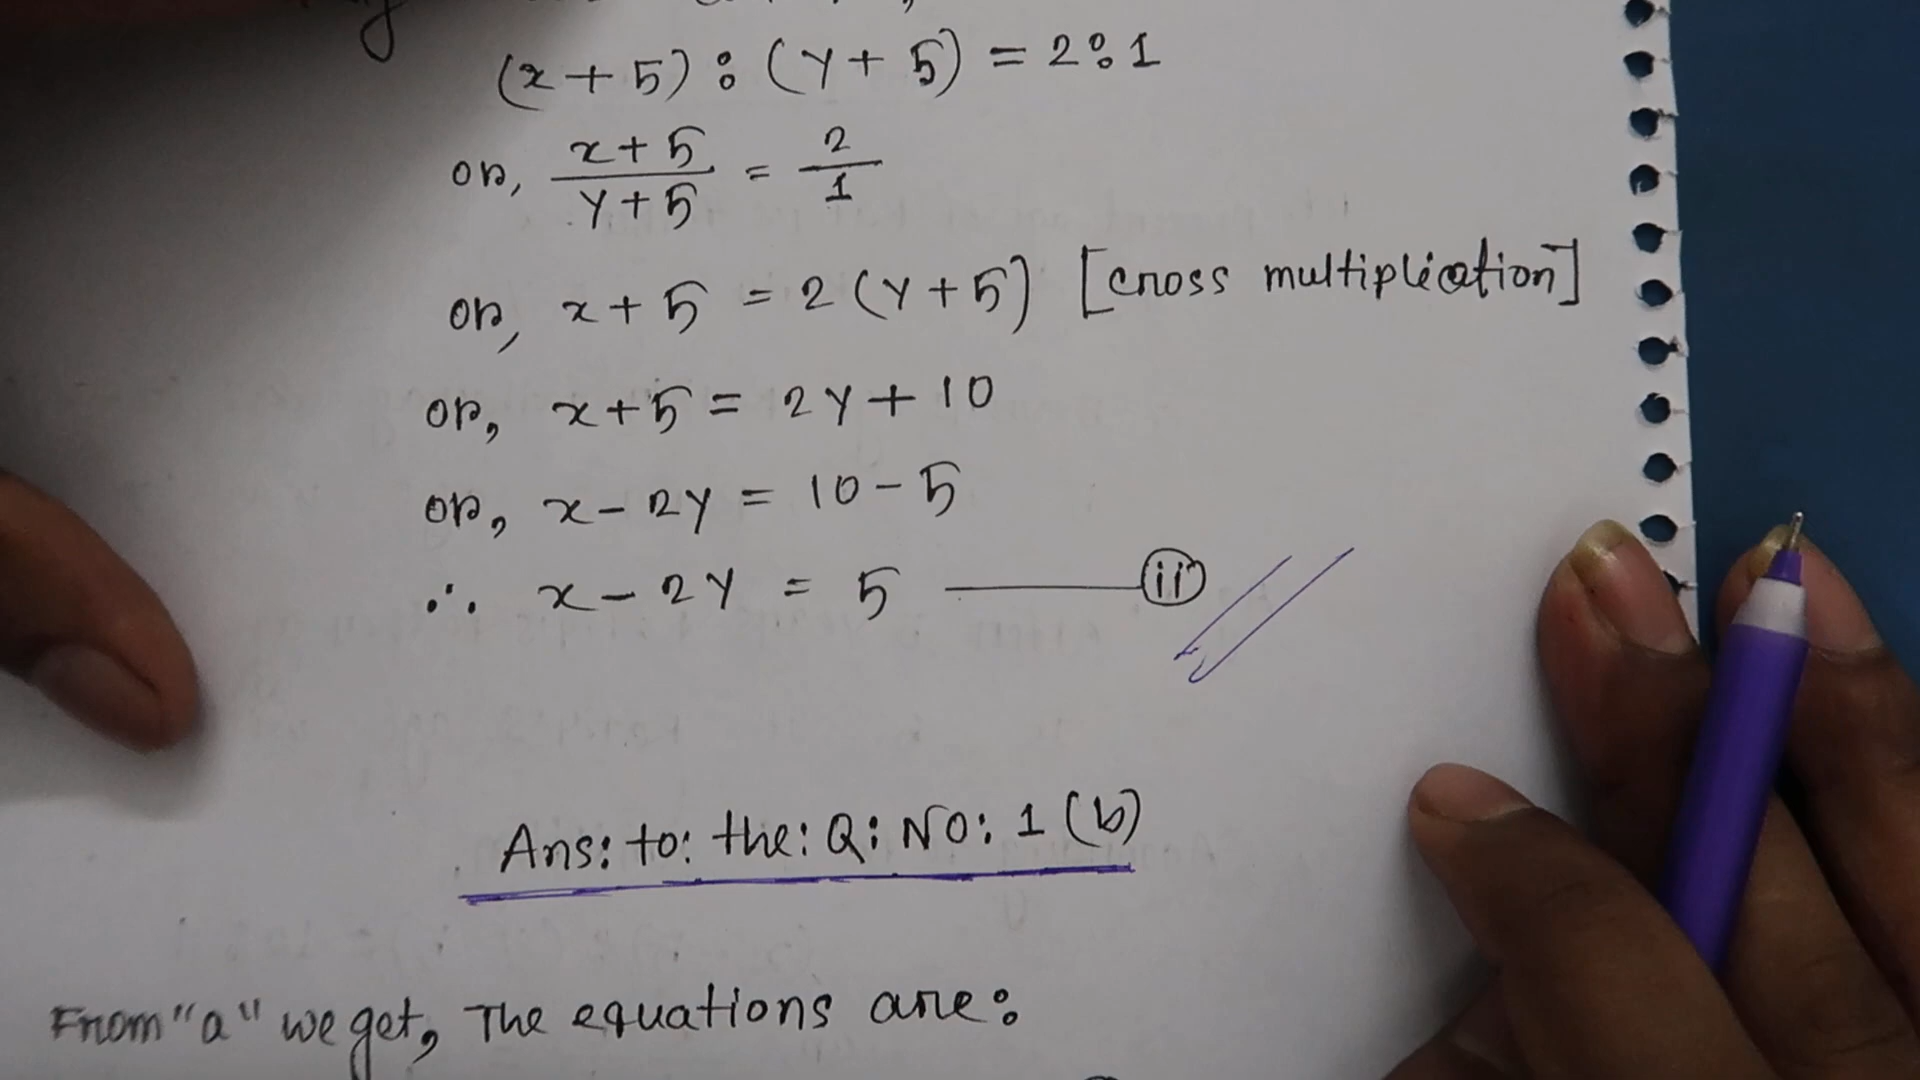 (x + 5) : (y + 5) = 2 : 1
or, x + 5 / y + 5 = 2 / 1
or, x + 5 = 2 (y + 5) [cross multiplication]
or, x + 5 = 2y + 10
or, x - 2y = 10 - 5
∴ x - 2y = 5 ——— (ii)
Ans: to: the: Q: No: 1 (b)
From "a" we get, The equations are: